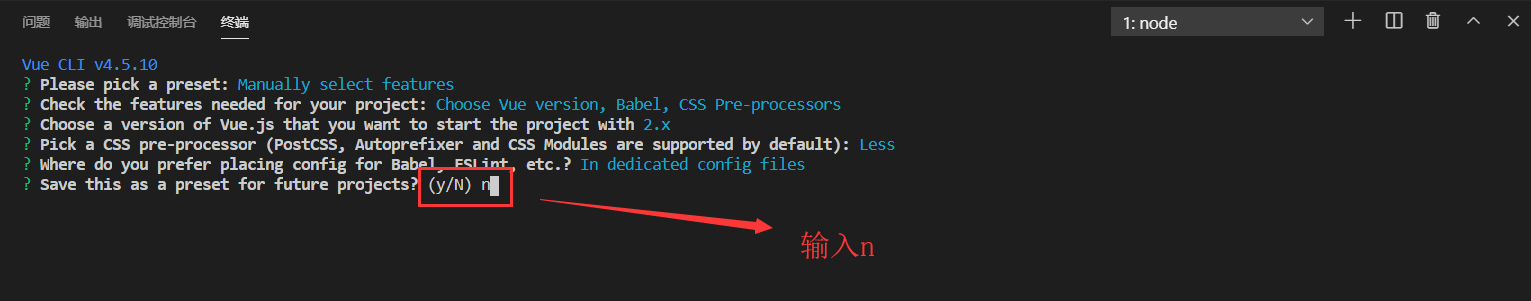 问题 输出 调试控制台 终端 1: node
Vue CLI v4.5.10
? Please pick a preset: Manually select features
? Check the features needed for your project: Choose Vue version, Babel, CSS Pre-processors
? Choose a version of Vue.js that you want to start the project with 2.x
? Pick a CSS pre-processor (PostCSS, Autoprefixer and CSS Modules are supported by default): Less
? Where do you prefer placing config for Babel, ESLint, etc.? In dedicated config files
? Save this as a preset for future projects? (y/N) n
输入n